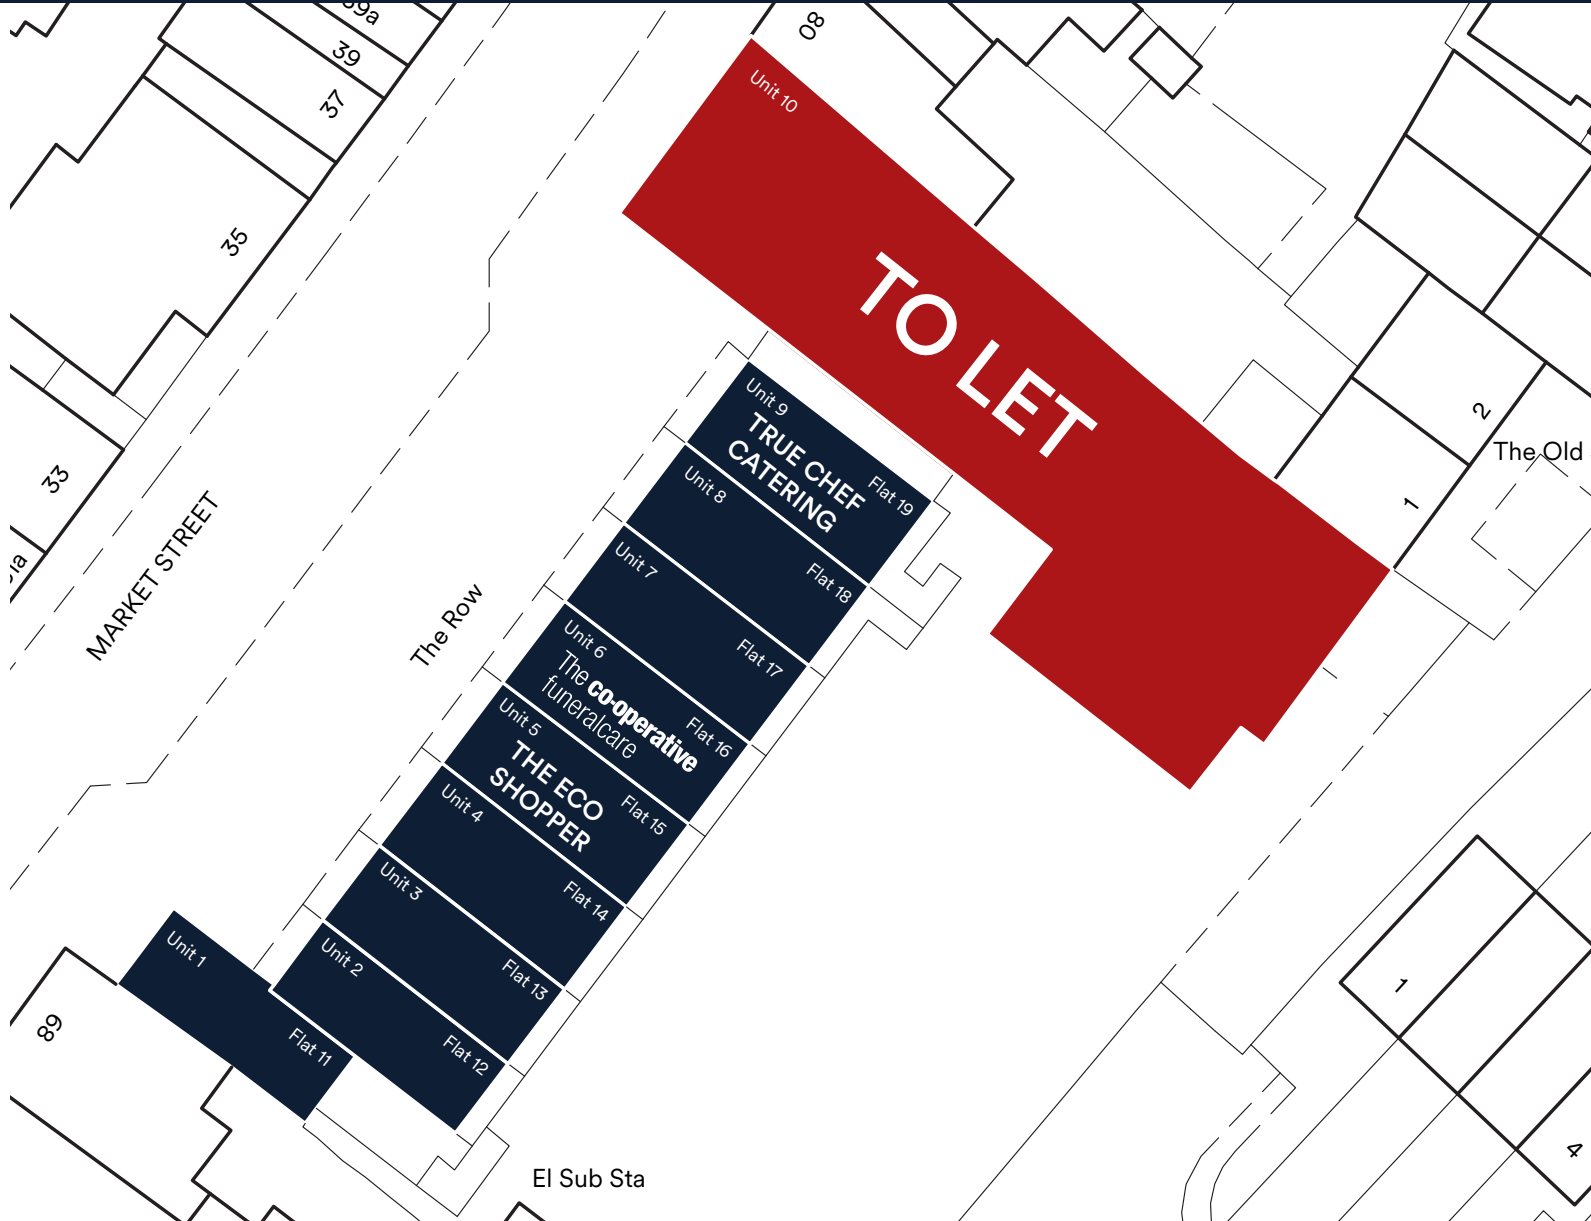 39a
39
37
35
33
MARKET STREET
The Row
80
Unit 10
TO LET
Unit 9
TRUE CHEF
CATERING
Flat 19
Unit 8
Flat 18
Unit 7
Flat 17
Unit 6
The co-operative
funeralcare
Flat 16
Unit 5
THE ECO
SHOPPER
Flat 15
Unit 4
Flat 14
Unit 3
Flat 13
Unit 2
Flat 12
Unit 1
Flat 11
El Sub Sta
2
1
The Old
1
4